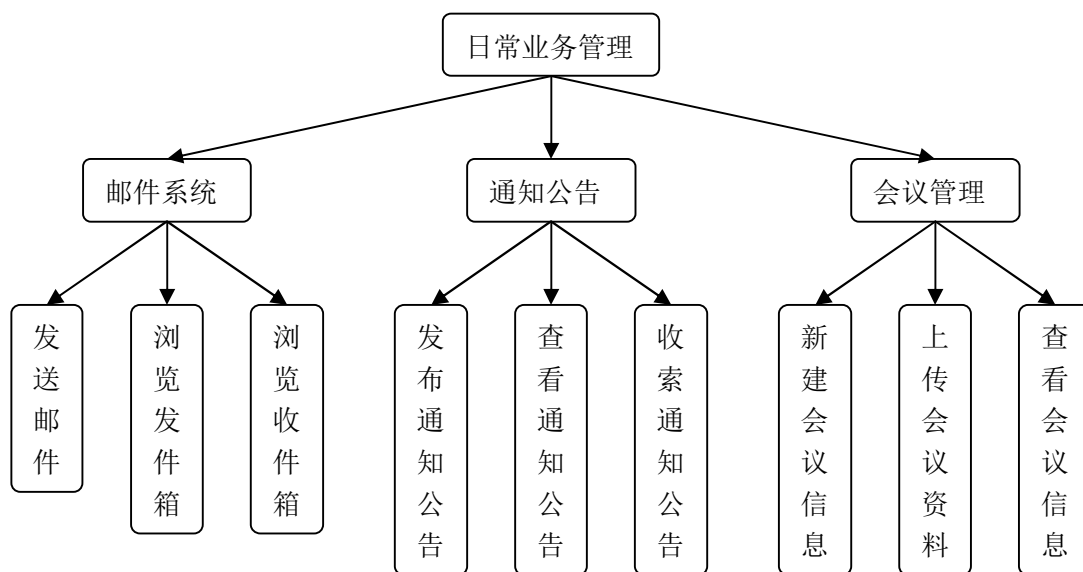 日常业务管理
邮件系统
通知公告
会议管理
发送邮件
浏览发件箱
浏览收件箱
发布通知公告
查看通知公告
收索通知公告
新建会议信息
上传会议资料
查看会议信息